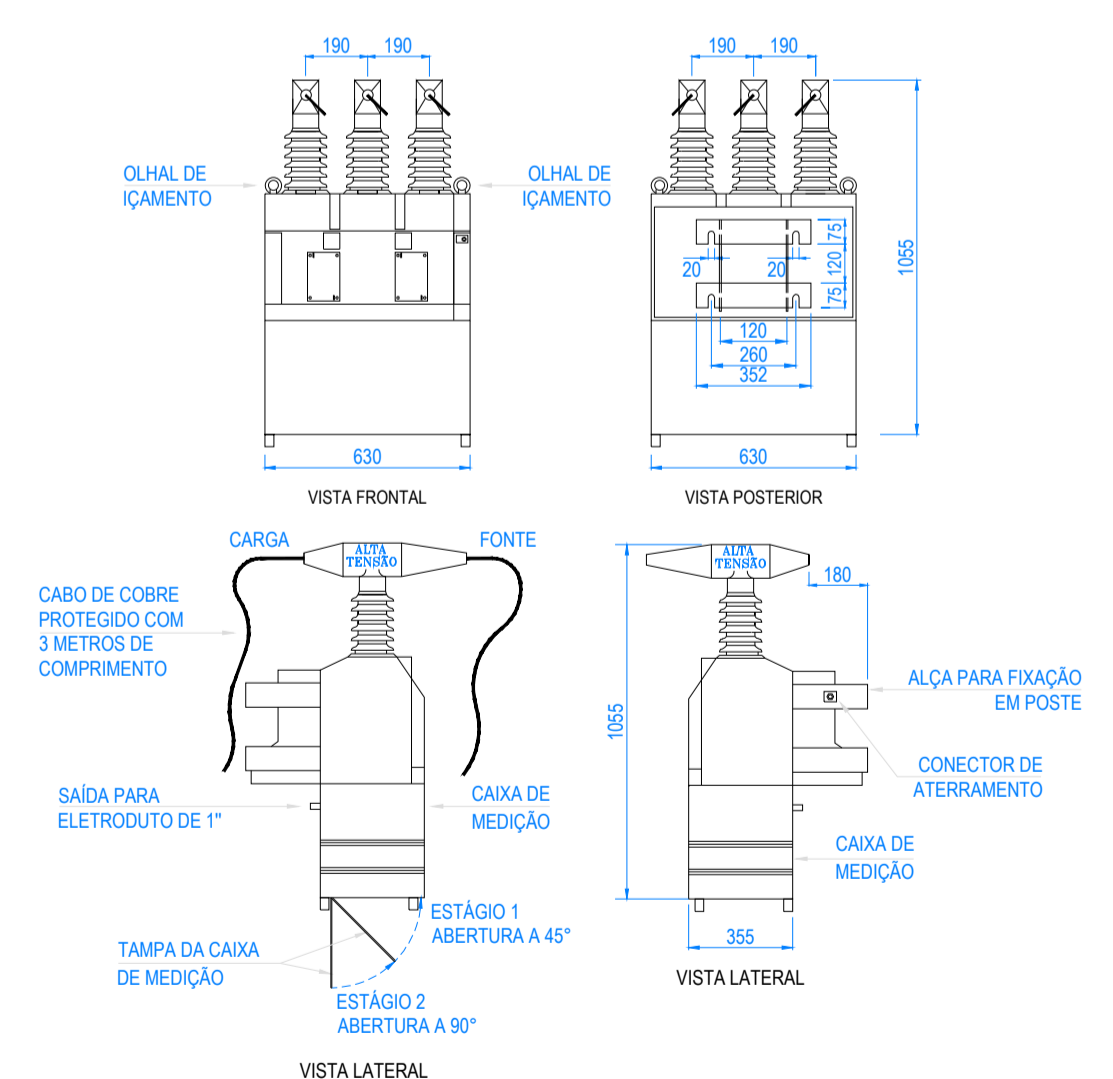 190
190
190
190
OLHAL DE
IÇAMENTO
OLHAL DE
IÇAMENTO
75
120
75
20
20
1055
120
260
352
630
630
VISTA FRONTAL
VISTA POSTERIOR
CARGA
ALTA
TENSÃO
FONTE
CABO DE COBRE
PROTEGIDO COM
3 METROS DE
COMPRIMENTO
SAÍDA PARA
ELETRODUTO DE 1"
CAIXA DE
MEDIÇÃO
ESTÁGIO 1
ABERTURA A 45°
TAMPA DA CAIXA
DE MEDIÇÃO
ESTÁGIO 2
ABERTURA A 90°
VISTA LATERAL
ALTA
TENSÃO
180
1055
ALÇA PARA FIXAÇÃO
EM POSTE
CONECTOR DE
ATERRAMENTO
CAIXA DE
MEDIÇÃO
355
VISTA LATERAL